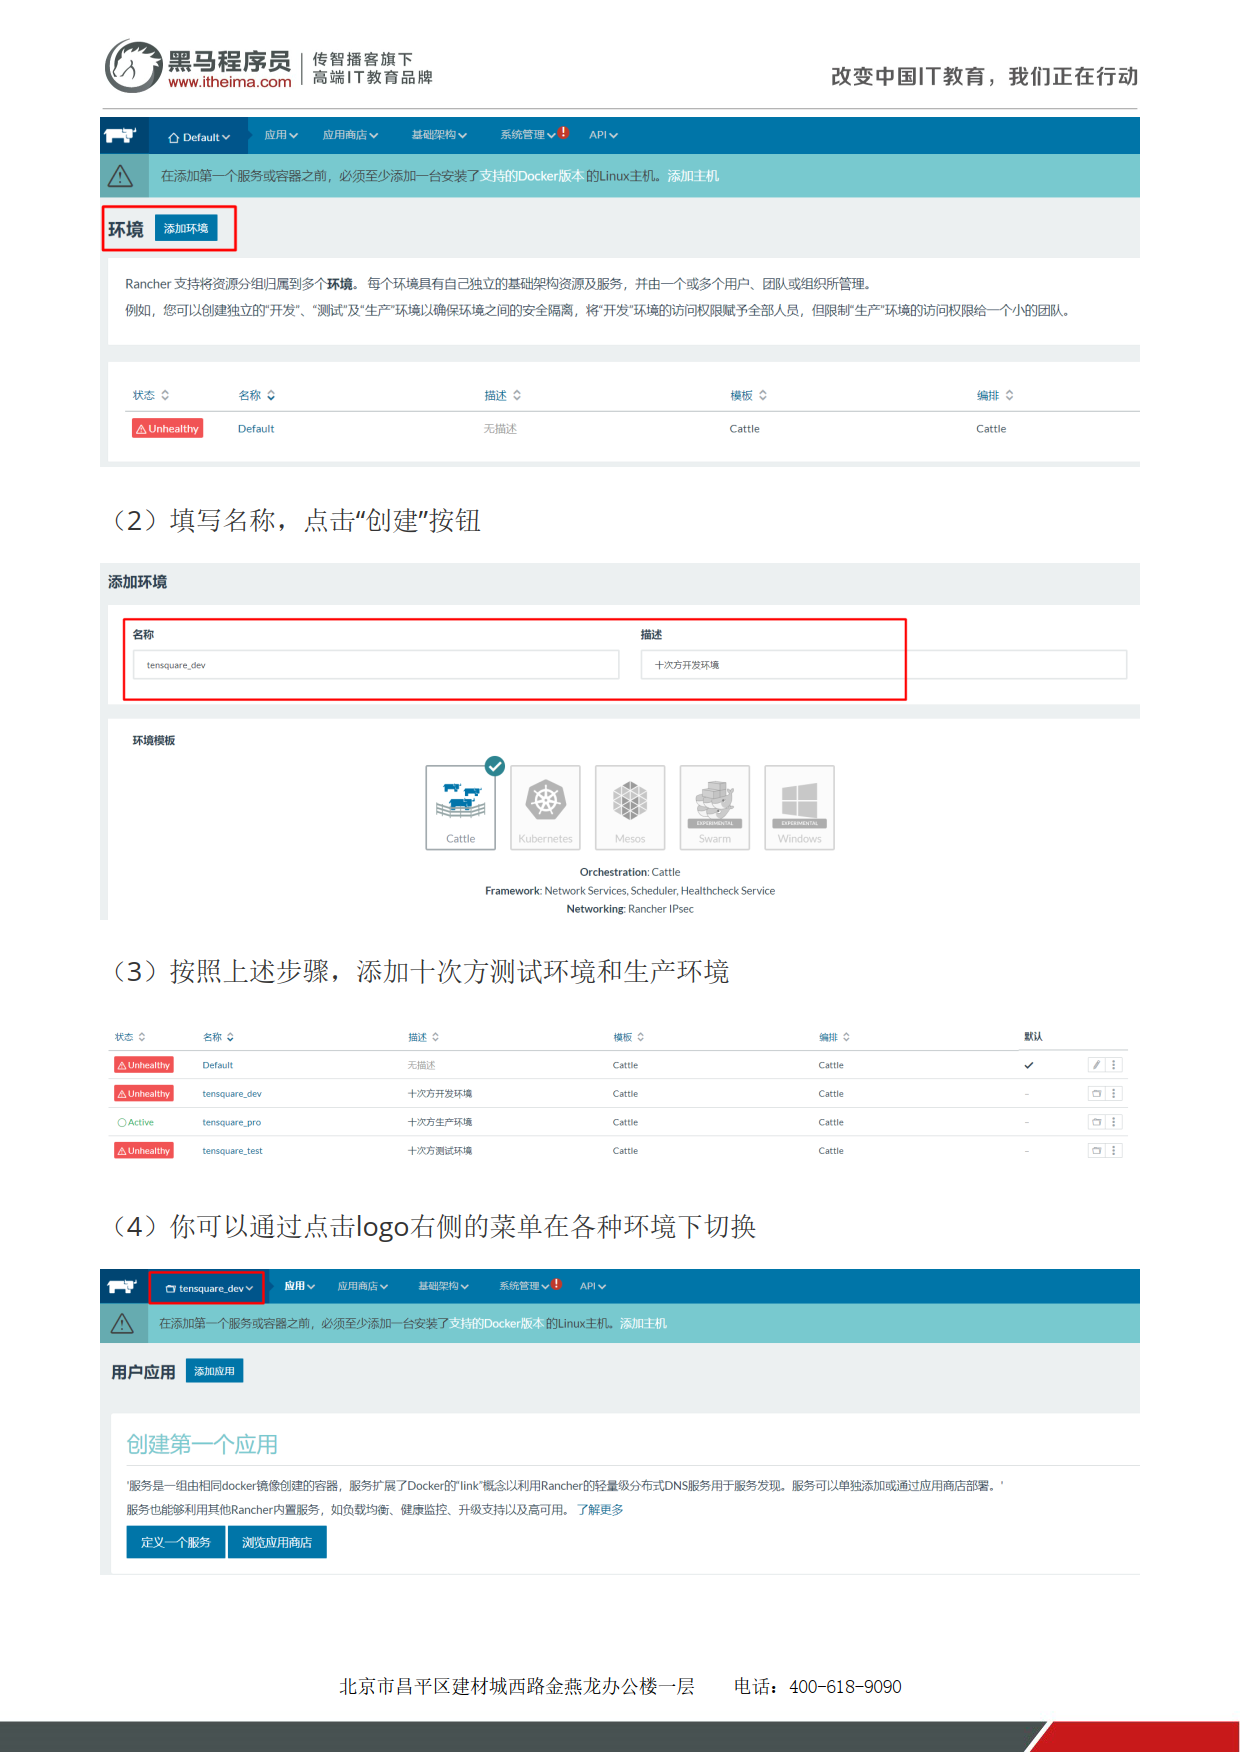 黑马程序员
www.itheima.com
传智播客旗下
高端IT教育品牌
改变中国IT教育，我们正在行动
Default 应用 应用商店 基础架构 系统管理 API
在添加第一个服务或容器之前，必须至少添加一台安装了支持的Docker版本 的Linux主机。添加主机
环境 添加环境
Rancher 支持将资源分组归属到多个环境。 每个环境具有自己独立的基础架构资源及服务，并由一个或多个用户、团队或组织所管理。
例如，您可以创建独立的“开发”、“测试”及“生产”环境以确保环境之间的安全隔离，将“开发”环境的访问权限赋予全部人员，但限制“生产”环境的访问权限给一个小的团队。
状态 名称 描述 模板 编排
Unhealthy Default 无描述 Cattle Cattle
（2）填写名称，点击“创建”按钮
添加环境
名称 描述
tensquare_dev 十次方开发环境
环境模板
EXPERIMENTAL EXPERIMENTAL
Cattle Kubernetes Mesos Swarm Windows
Orchestration: Cattle
Framework: Network Services, Scheduler, Healthcheck Service
Networking: Rancher IPsec
（3）按照上述步骤，添加十次方测试环境和生产环境
状态 名称 描述 模板 编排 默认
Unhealthy Default 无描述 Cattle Cattle
Unhealthy tensquare_dev 十次方开发环境 Cattle Cattle –
Active tensquare_pro 十次方生产环境 Cattle Cattle –
Unhealthy tensquare_test 十次方测试环境 Cattle Cattle –
（4）你可以通过点击logo右侧的菜单在各种环境下切换
tensquare_dev 应用 应用商店 基础架构 系统管理 API
在添加第一个服务或容器之前，必须至少添加一台安装了支持的Docker版本 的Linux主机。添加主机
用户应用 添加应用
创建第一个应用
'服务是一组由相同docker镜像创建的容器，服务扩展了Docker的“link”概念以利用Rancher的轻量级分布式DNS服务用于服务发现。服务可以单独添加或通过应用商店部署。'
服务也能够利用其他Rancher内置服务，如负载均衡、健康监控、升级支持以及高可用。 了解更多
定义一个服务 浏览应用商店
北京市昌平区建材城西路金燕龙办公楼一层 电话：400-618-9090